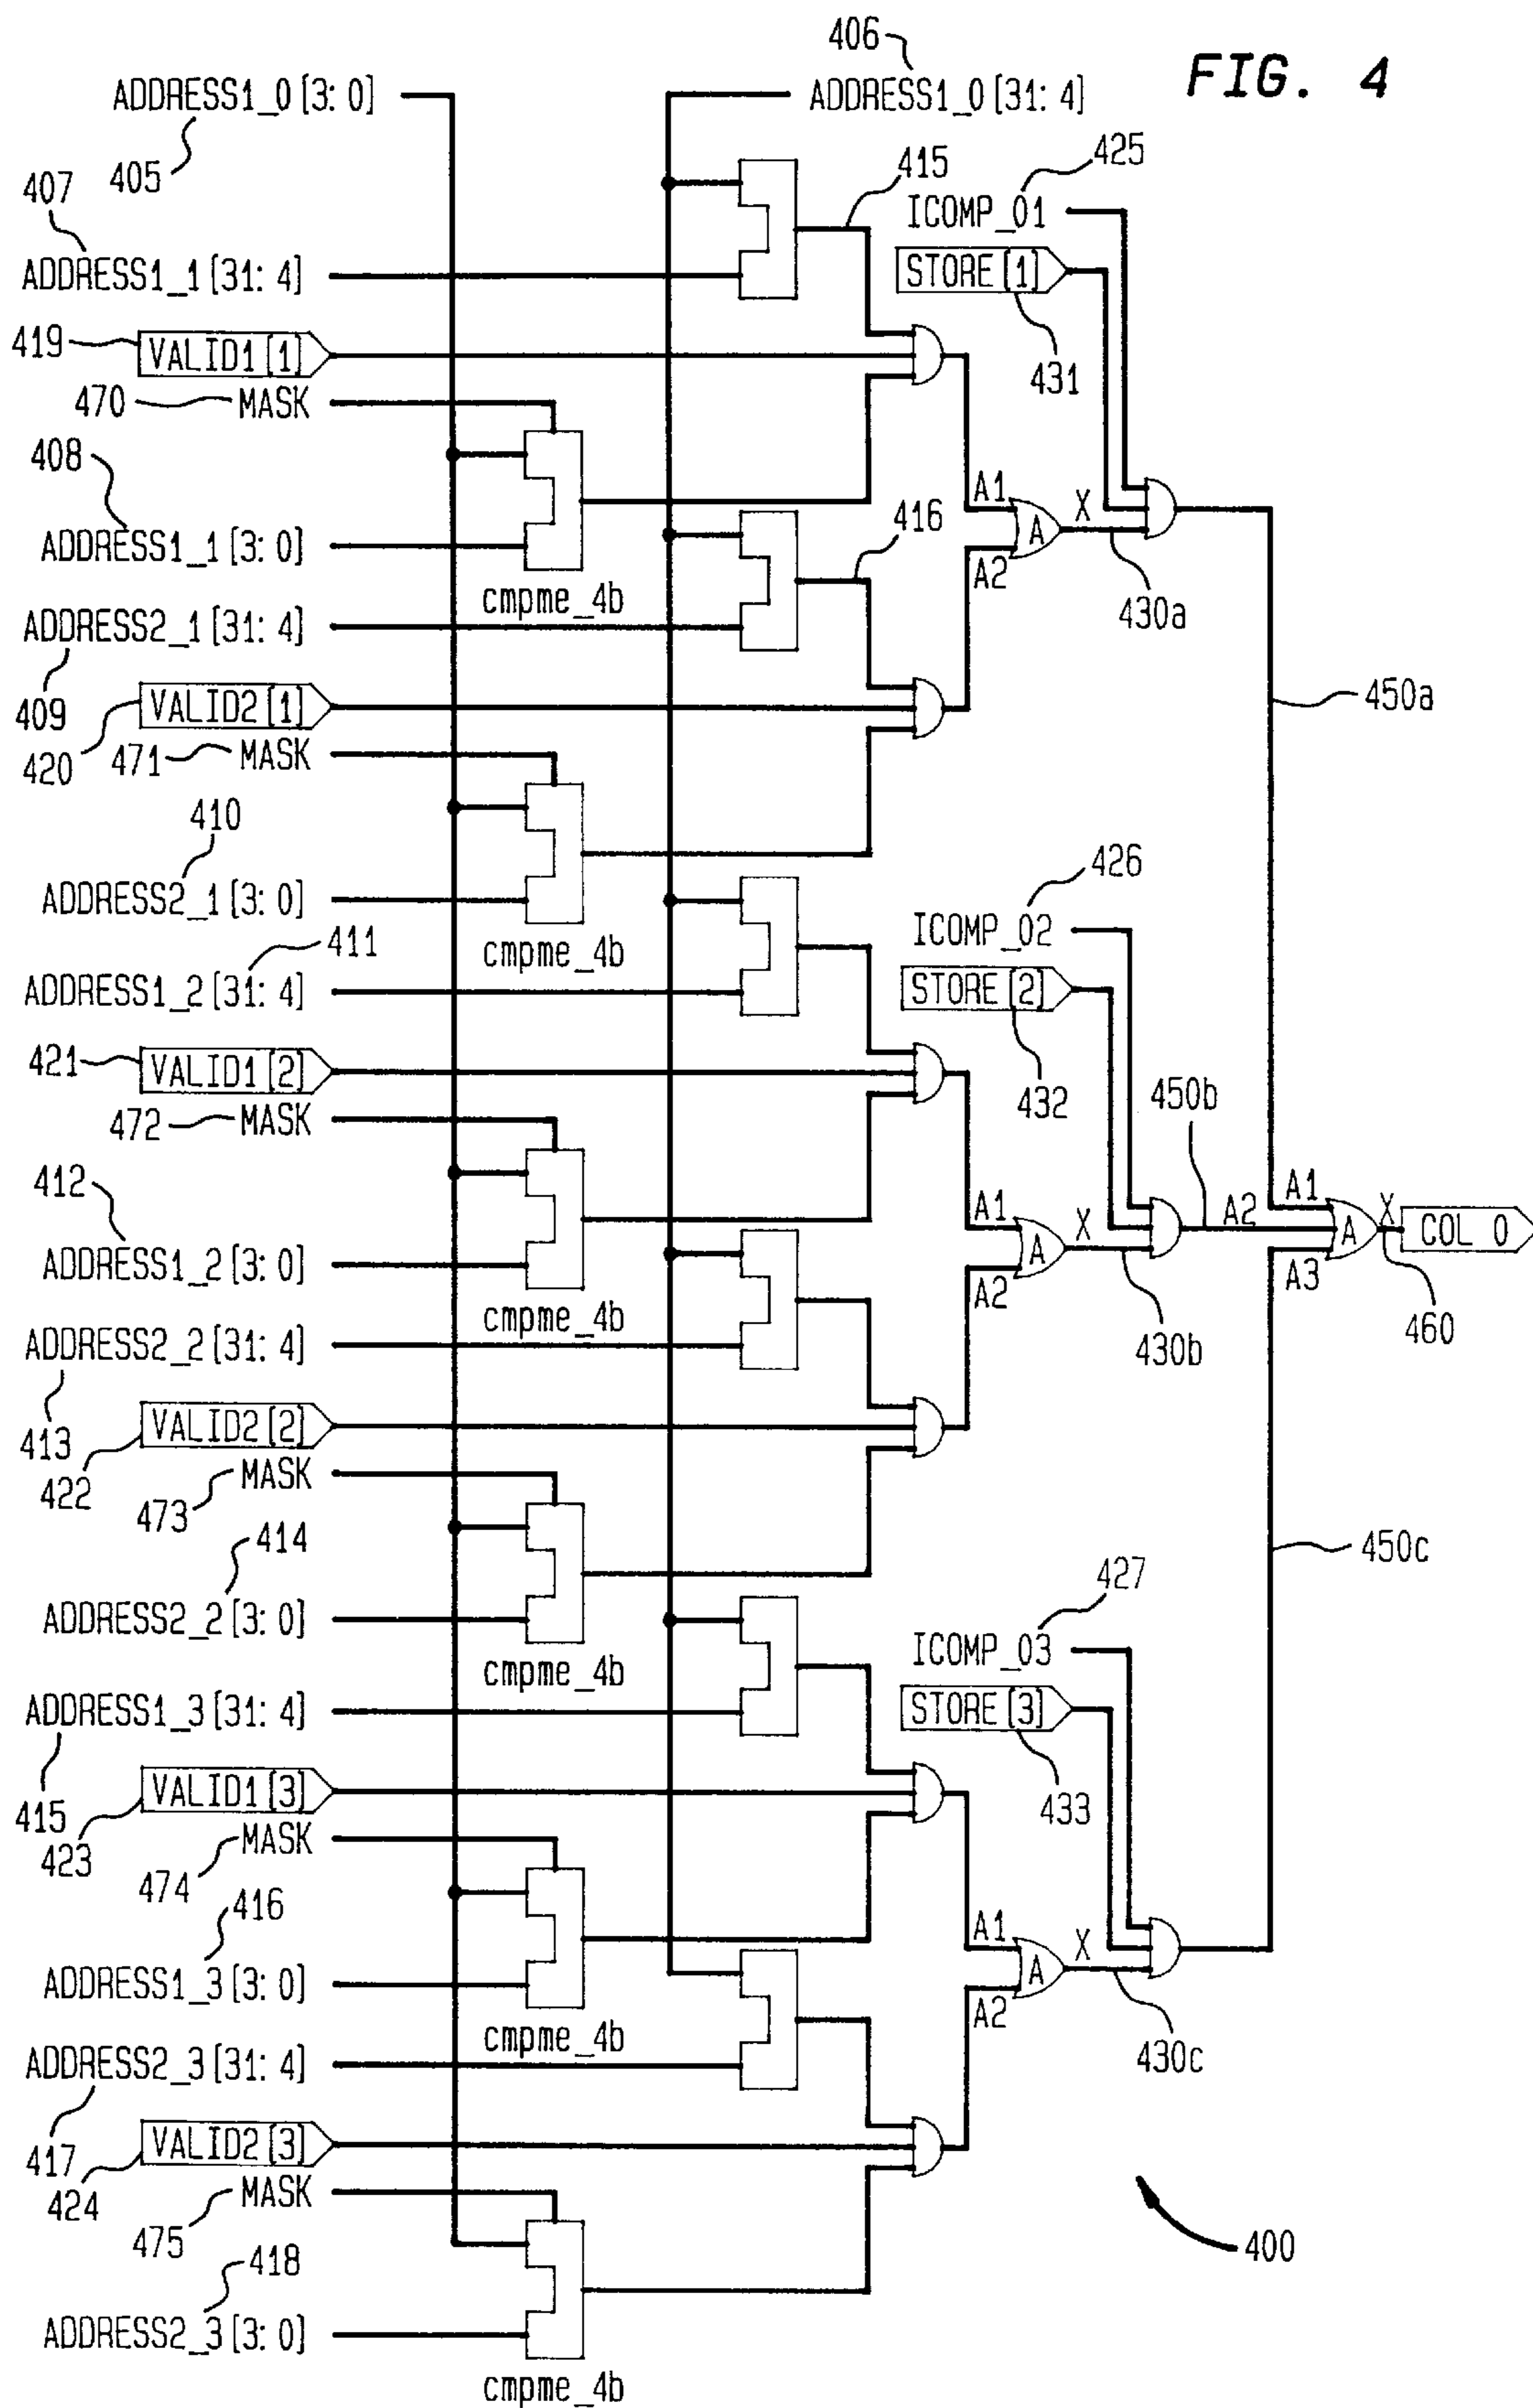 FIG. 4
406
ADDRESS1_0 [3: 0]
ADDRESS1_0 [31: 4]
405
415
425
407
ICOMP_01
ADDRESS1_1 [31: 4]
STORE [1]
419
VALID1 [1]
431
470
MASK
408
A1
X
416
A
ADDRESS1_1 [3: 0]
A2
cmpme_4b
430a
ADDRESS2_1 [31: 4]
409
VALID2 [1]
450a
420
471
MASK
410
426
ADDRESS2_1 [3: 0]
ICOMP_02
411
cmpme_4b
STORE [2]
ADDRESS1_2 [31: 4]
421
VALID1 [2]
432
450b
472
MASK
412
A1
X
A2
A1
X
A
A
COL 0
ADDRESS1_2 [3: 0]
A2
A3
cmpme_4b
430b
460
ADDRESS2_2 [31: 4]
413
VALID2 [2]
422
473
MASK
414
450c
427
ADDRESS2_2 [3: 0]
ICOMP_03
cmpme_4b
STORE [3]
ADDRESS1_3 [31: 4]
415
VALID1 [3]
433
423
474
MASK
416
A1
X
A
ADDRESS1_3 [3: 0]
A2
cmpme_4b
430c
ADDRESS2_3 [31: 4]
417
VALID2 [3]
424
MASK
475
418
400
ADDRESS2_3 [3: 0]
cmpme_4b